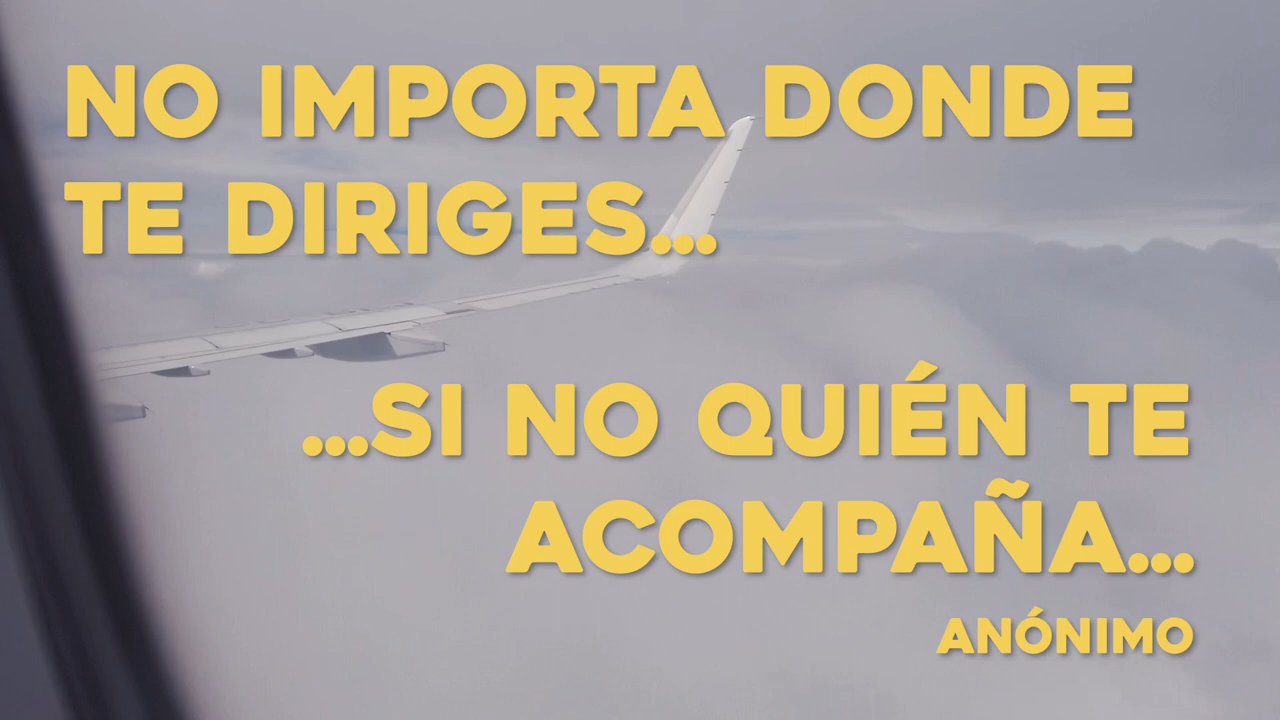 NO IMPORTA DONDE
TE DIRIGES...
...SI NO QUIÉN TE
ACOMPAÑA...
ANÓNIMO